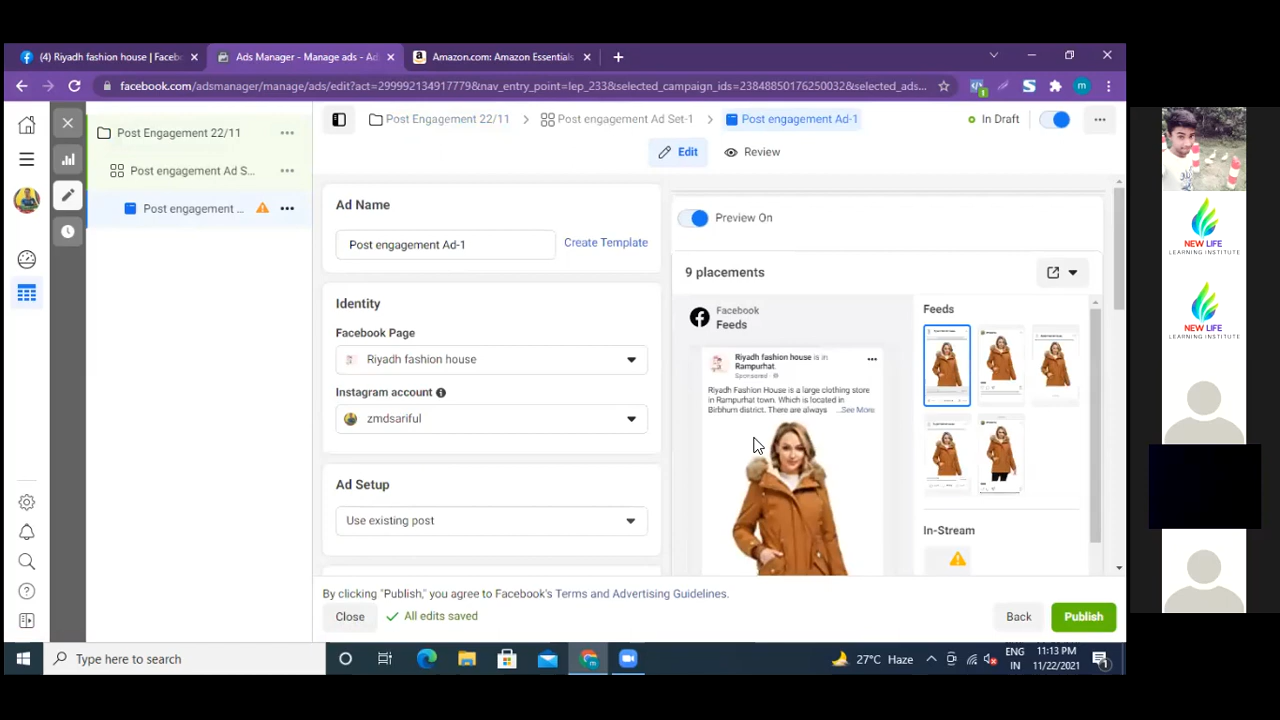 (4) Riyadh fashion house | Faceb
Ads Manager - Manage ads - Ad
Amazon.com: Amazon Essentials
facebook.com/adsmanager/manage/ads/edit?act=299992134917779&nav_entry_point=lep_233&selected_campaign_ids=23848850176250032&selected_ads...
1
m
Post Engagement 22/11
Post engagement Ad S...
Post engagement ...
Post Engagement 22/11
Post engagement Ad Set-1
Post engagement Ad-1
In Draft
Edit
Review
Ad Name
Post engagement Ad-1
Create Template
Identity
Facebook Page
Riyadh fashion house
Instagram account
zmdsariful
Ad Setup
Use existing post
Preview On
9 placements
Facebook
Feeds
Riyadh fashion house is in
Rampurhat.
Sponsored
Riyadh Fashion House is a large clothing store
in Rampurhat town. Which is located in
Birbhum district. There are always ...See More
Feeds
In-Stream
By clicking "Publish," you agree to Facebook's Terms and Advertising Guidelines.
Close
All edits saved
Back
Publish
Type here to search
27°C Haze
ENG
IN
11:13 PM
11/22/2021
1
NEW LIFE
LEARNING INSTITUTE
NEW LIFE
LEARNING INSTITUTE